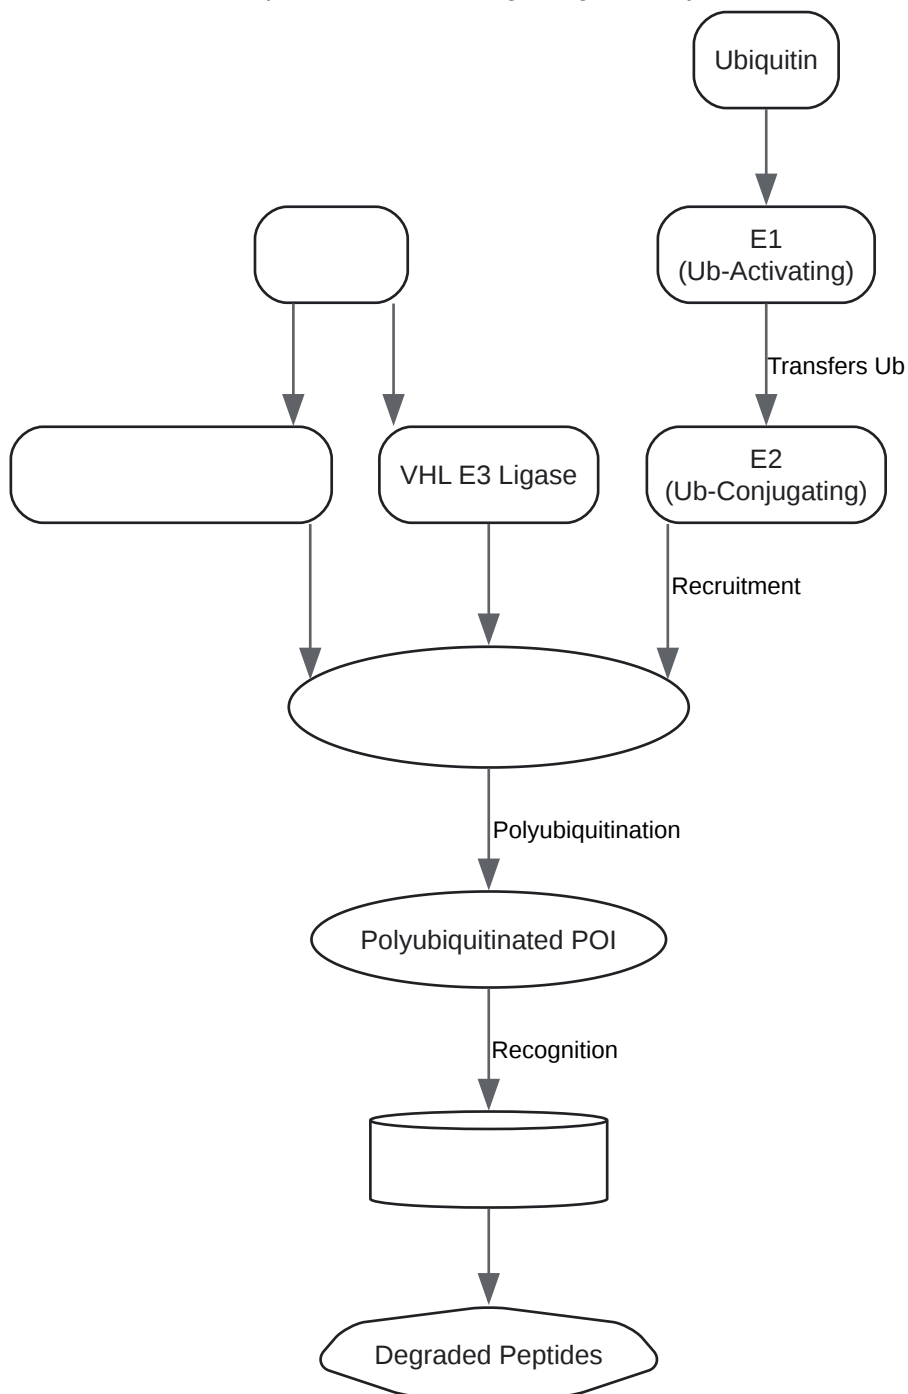 Ubiquitin
E1
(Ub-Activating)
Transfers Ub
VHL E3 Ligase
E2
(Ub-Conjugating)
Recruitment
Polyubiquitination
Polyubiquitinated POI
Recognition
Degraded Peptides